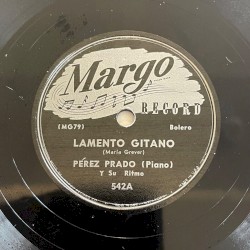 Margo
RECORD
(MG79) Bolero
LAMENTO GITANO
(Maria Grever)
PEREZ PRADO (Piano)
Y Su Ritmo
542A